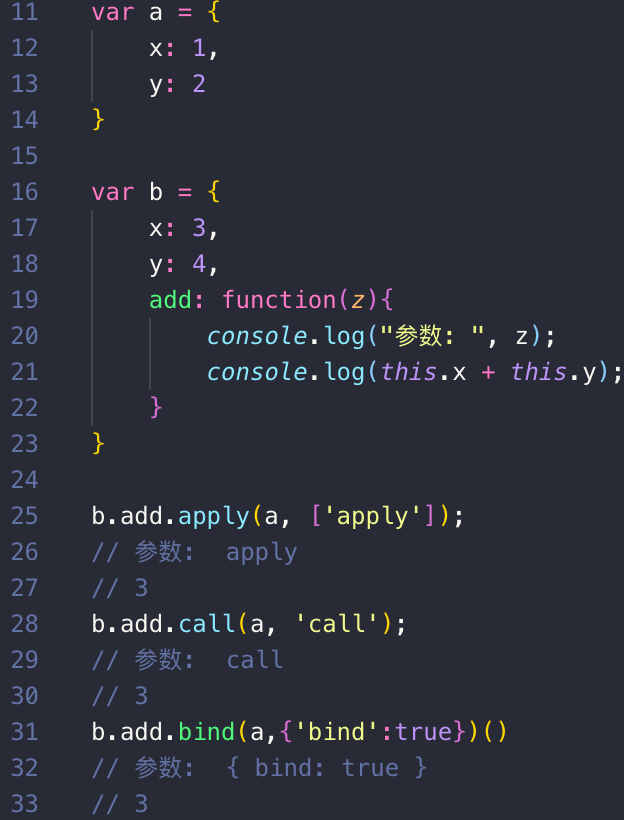 11 var a = {
12     x: 1,
13     y: 2
14 }
15
16 var b = {
17     x: 3,
18     y: 4,
19     add: function(z){
20         console.log("参数: ", z);
21         console.log(this.x + this.y);
22     }
23 }
24
25 b.add.apply(a, ['apply']);
26 // 参数:  apply
27 // 3
28 b.add.call(a, 'call');
29 // 参数:  call
30 // 3
31 b.add.bind(a,{'bind':true})()
32 // 参数:  { bind: true }
33 // 3